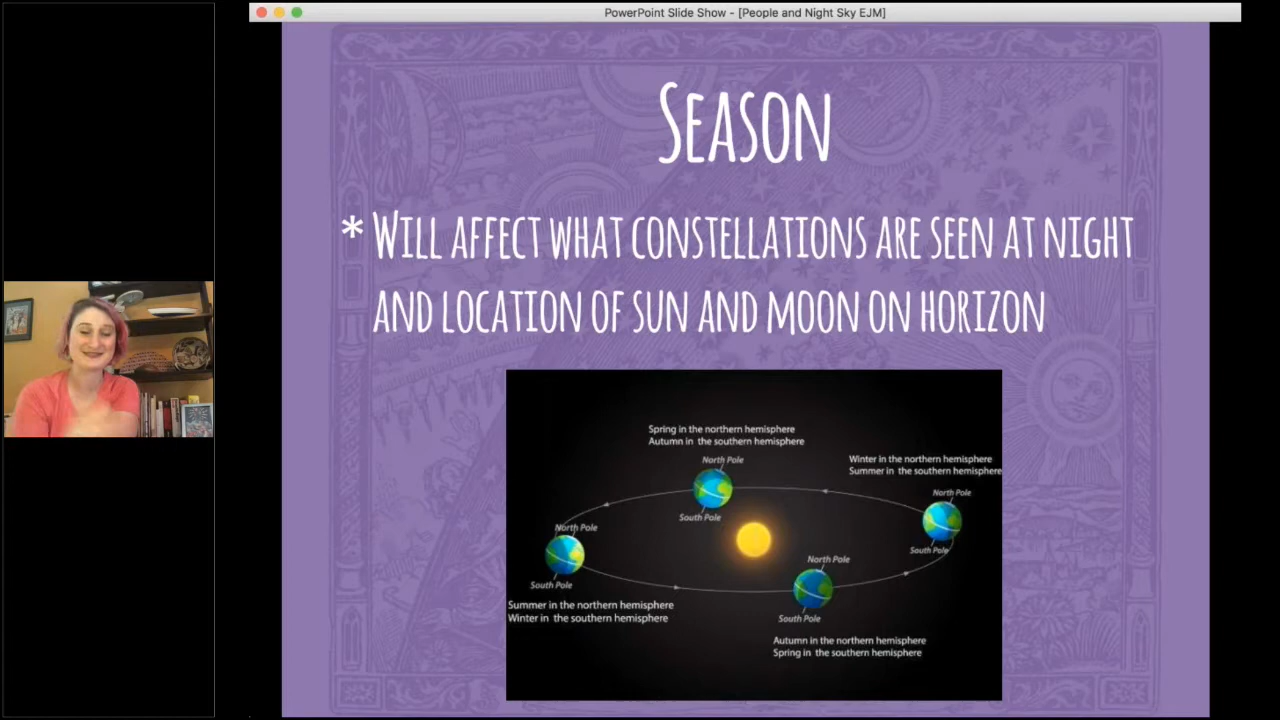 PowerPoint Slide Show - [People and Night Sky EJM]
SEASON
* WILL AFFECT WHAT CONSTELLATIONS ARE SEEN AT NIGHT
AND LOCATION OF SUN AND MOON ON HORIZON
Spring in the northern hemisphere
Autumn in the southern hemisphere
North Pole
South Pole
Winter in the northern hemisphere
Summer in the southern hemisphere
North Pole
South Pole
North Pole
South Pole
Summer in the northern hemisphere
Winter in the southern hemisphere
North Pole
South Pole
Autumn in the northern hemisphere
Spring in the southern hemisphere